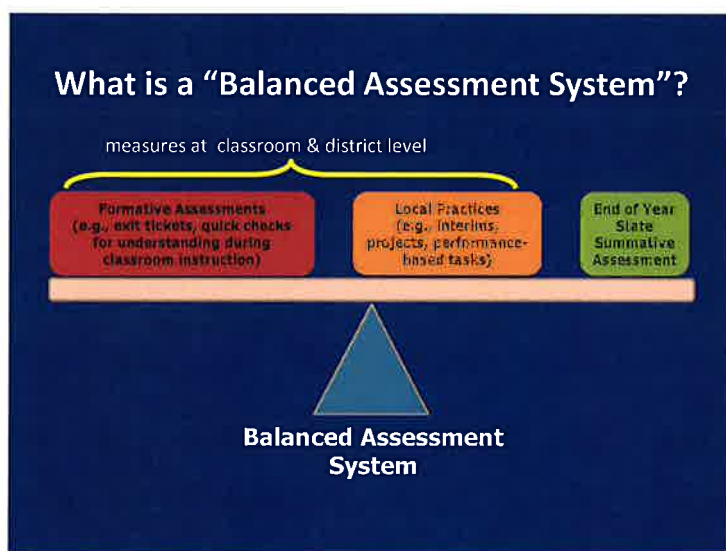 What is a “Balanced Assessment System”?
measures at classroom & district level
Formative Assessments
(e.g., exit tickets, quick checks
for understanding during
classroom instruction)
Local Practices
(e.g., interims,
projects, performance-
based tasks)
End of Year
State
Summative
Assessment
Balanced Assessment
System